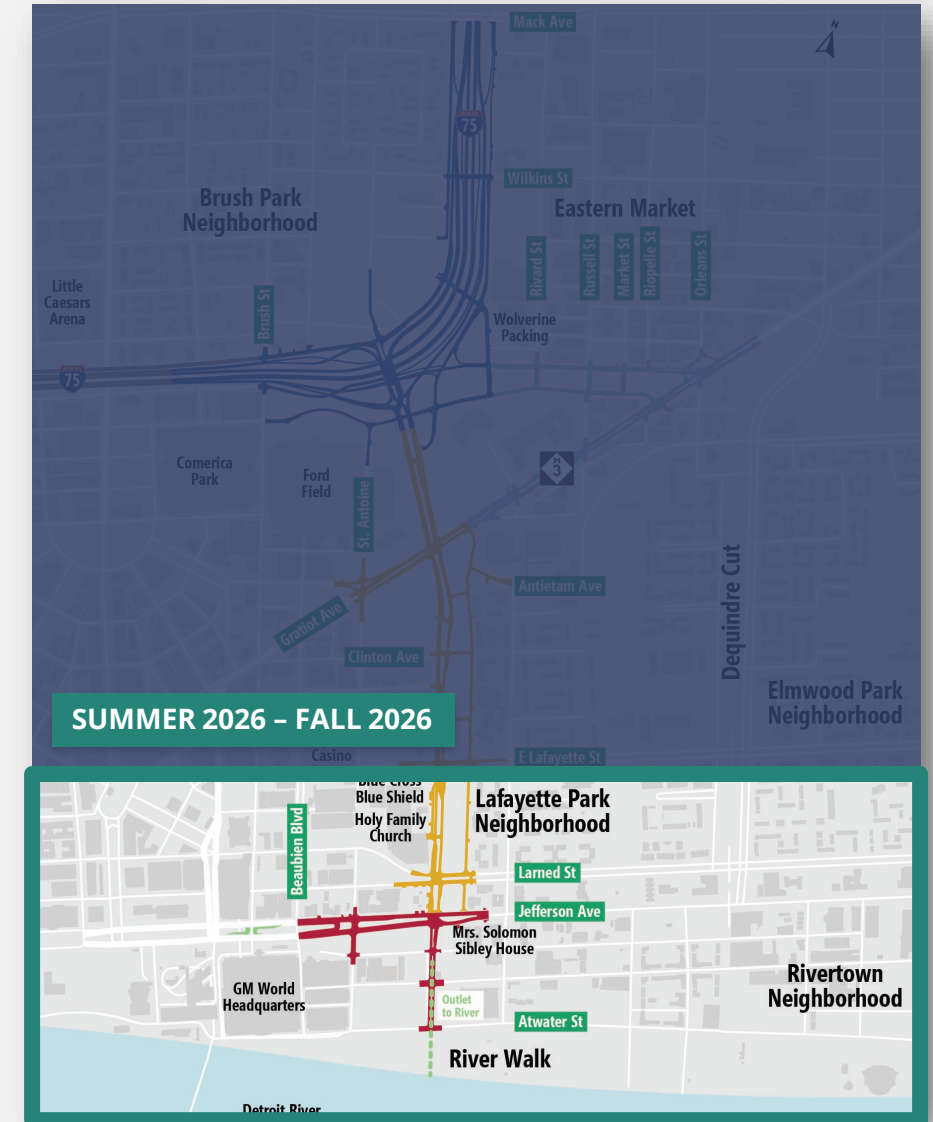 Mack Ave
N
75
Wilkins St
Brush Park
Neighborhood
Eastern Market
Rivard St
Russell St
Market St
Riopelle St
Orleans St
Little
Caesars
Arena
Brush St
Wolverine
Packing
75
Comerica
Park
Ford
Field
M
3
St. Antoine
Antietam Ave
Dequindre Cut
Gratiot Ave
Clinton Ave
Elmwood Park
Neighborhood
SUMMER 2026 – FALL 2026
Casino
E Lafayette St
Blue Cross
Blue Shield
Lafayette Park
Neighborhood
Holy Family
Church
Beaubien Blvd
Larned St
Jefferson Ave
Mrs. Solomon
Sibley House
GM World
Headquarters
Rivertown
Neighborhood
Outlet
to River
Atwater St
River Walk
Detroit River